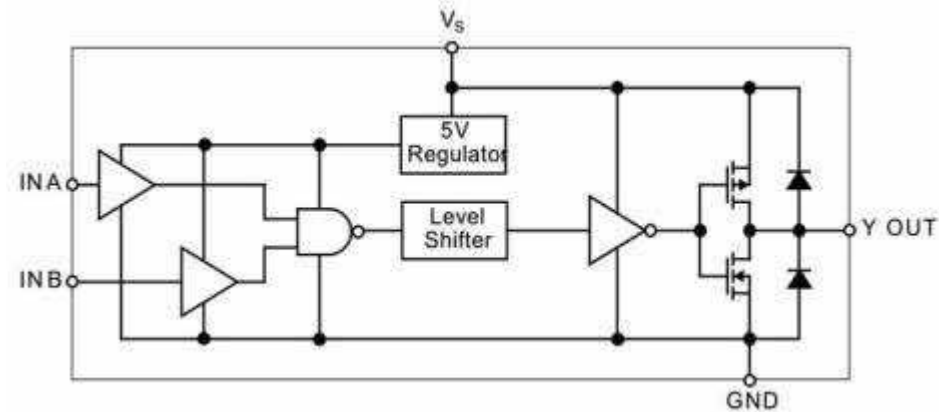 Vs
5V
Regulator
INA
Level
Shifter
Y OUT
INB
GND